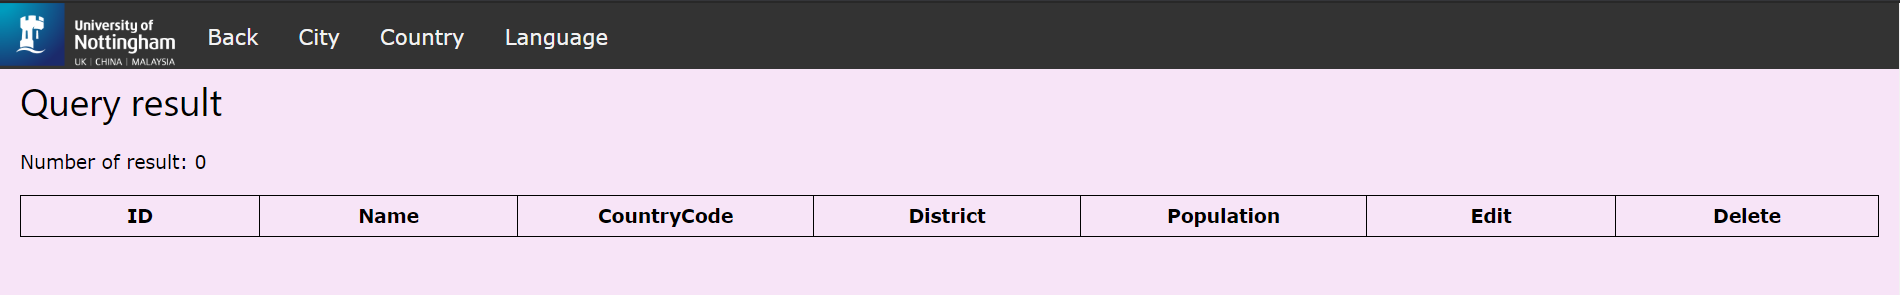 University of
Nottingham
UK | CHINA | MALAYSIA
Back City Country Language
Query result
Number of result: 0
ID Name CountryCode District Population Edit Delete